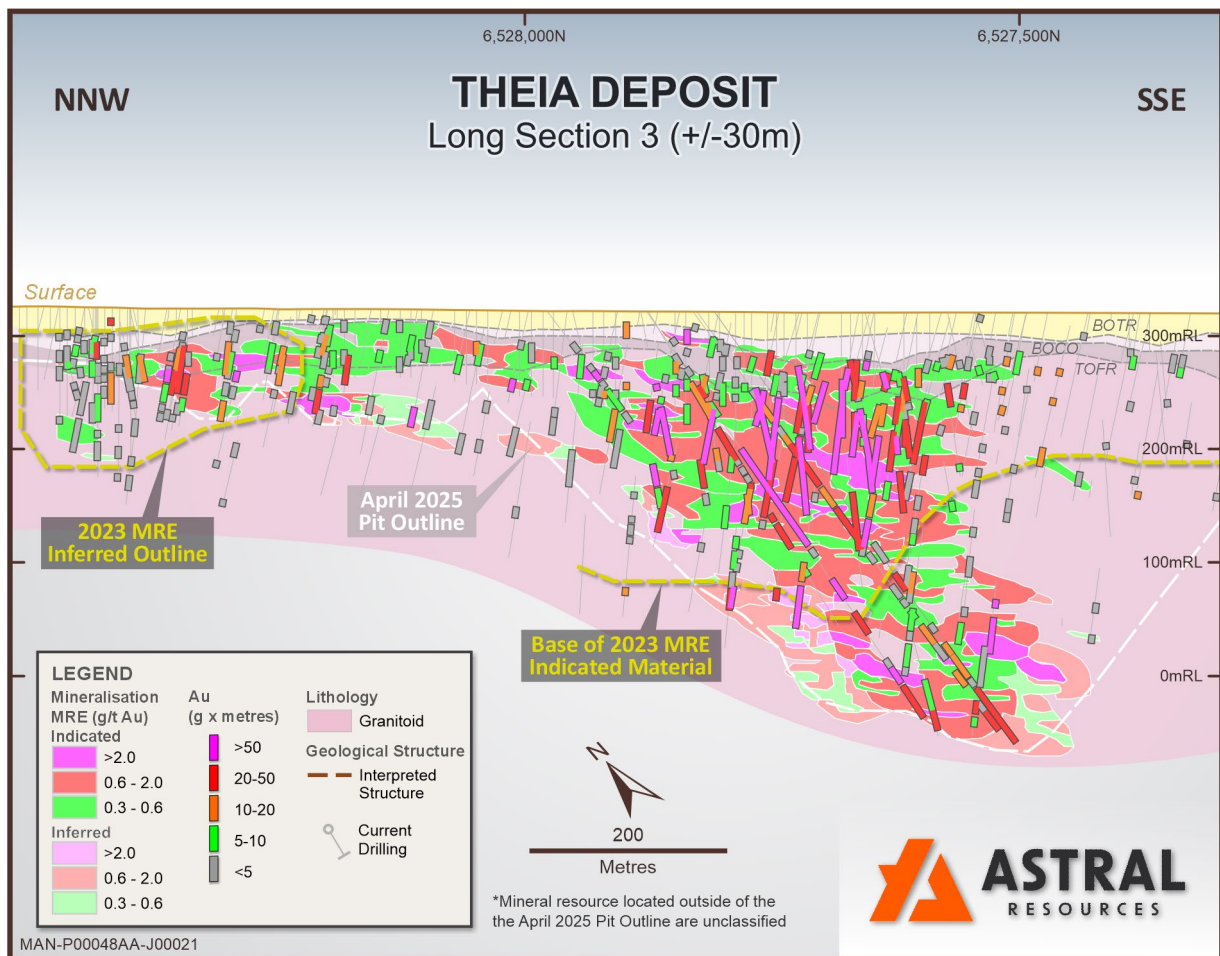 6,528,000N
6,527,500N
NNW
THEIA DEPOSIT
SSE
Long Section 3 (+/-30m)
Surface
BOTR
300mRL
BOCO
TOFR
200mRL
April 2025
Pit Outline
2023 MRE
Inferred Outline
100mRL
Base of 2023 MRE
Indicated Material
0mRL
LEGEND
Mineralisation
MRE (g/t Au)
Indicated
>2.0
0.6 - 2.0
0.3 - 0.6
Inferred
>2.0
0.6 - 2.0
0.3 - 0.6
Au
(g x metres)
>50
20-50
10-20
5-10
<5
Lithology
Granitoid
Geological Structure
Interpreted
Structure
Current
Drilling
N
200
Metres
*Mineral resource located outside of the
the April 2025 Pit Outline are unclassified
ASTRAL
RESOURCES
MAN-P00048AA-J00021